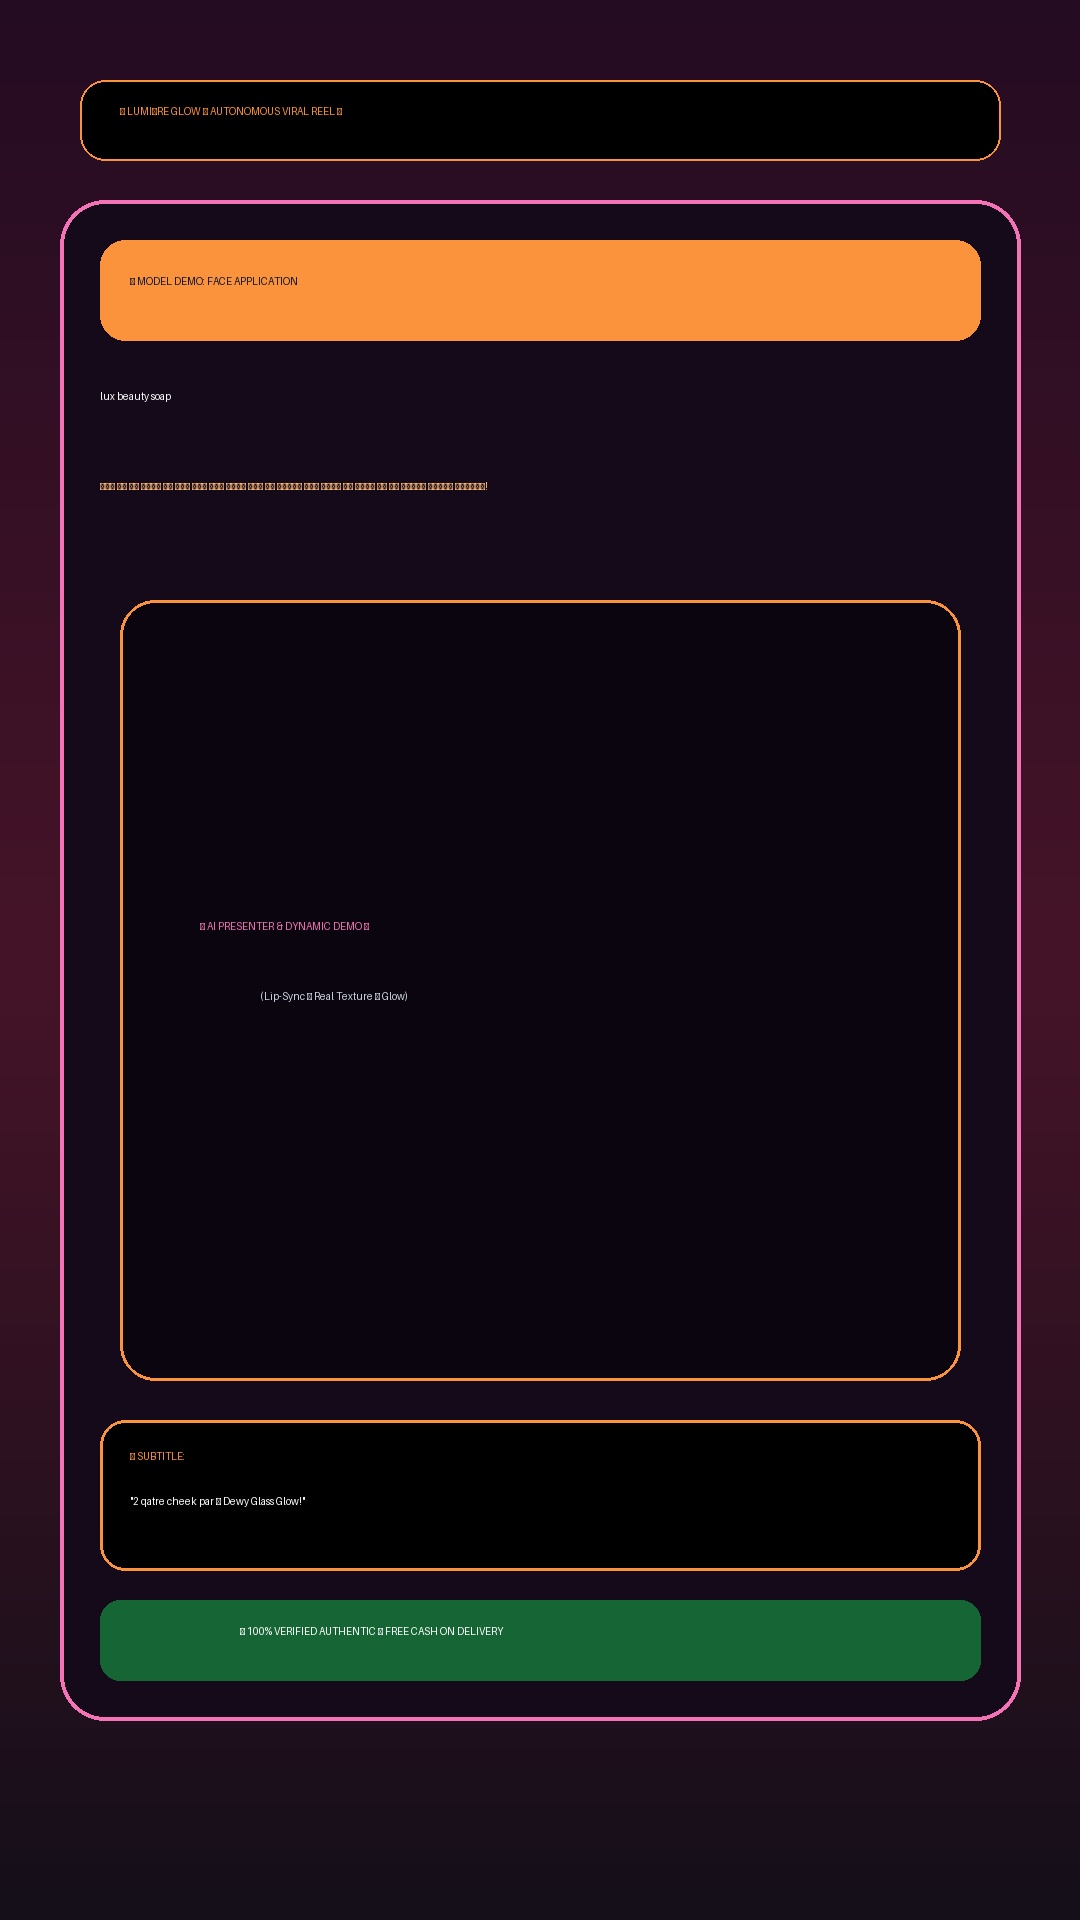 LUMI▯RE GLOW ▯ AUTONOMOUS VIRAL REEL
MODEL DEMO: FACE APPLICATION
lux beauty soap
AI PRESENTER & DYNAMIC DEMO
(Lip-Sync ▯ Real Texture ▯ Glow)
SUBTITLE:
"2 qatre cheek par ▯ Dewy Glass Glow!"
100% VERIFIED AUTHENTIC ▯ FREE CASH ON DELIVERY